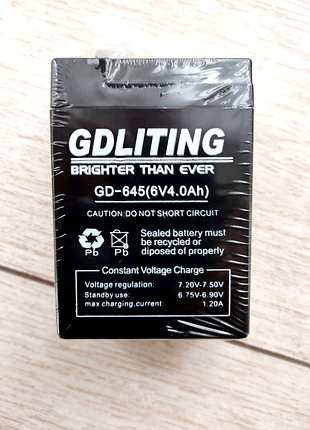 GDLITING
BRIGHTER THAN EVER
GD-645(6V4.0Ah)
CAUTION:DO NOT SHORT CIRCUIT
Sealed battery must
be recycled or
diposed of properly
Pb Pb
Constant Voltage Charge
Voltage regulation: 7.20V-7.50V
Standby use: 6.75V-6.90V
max charging,current: 1.20A